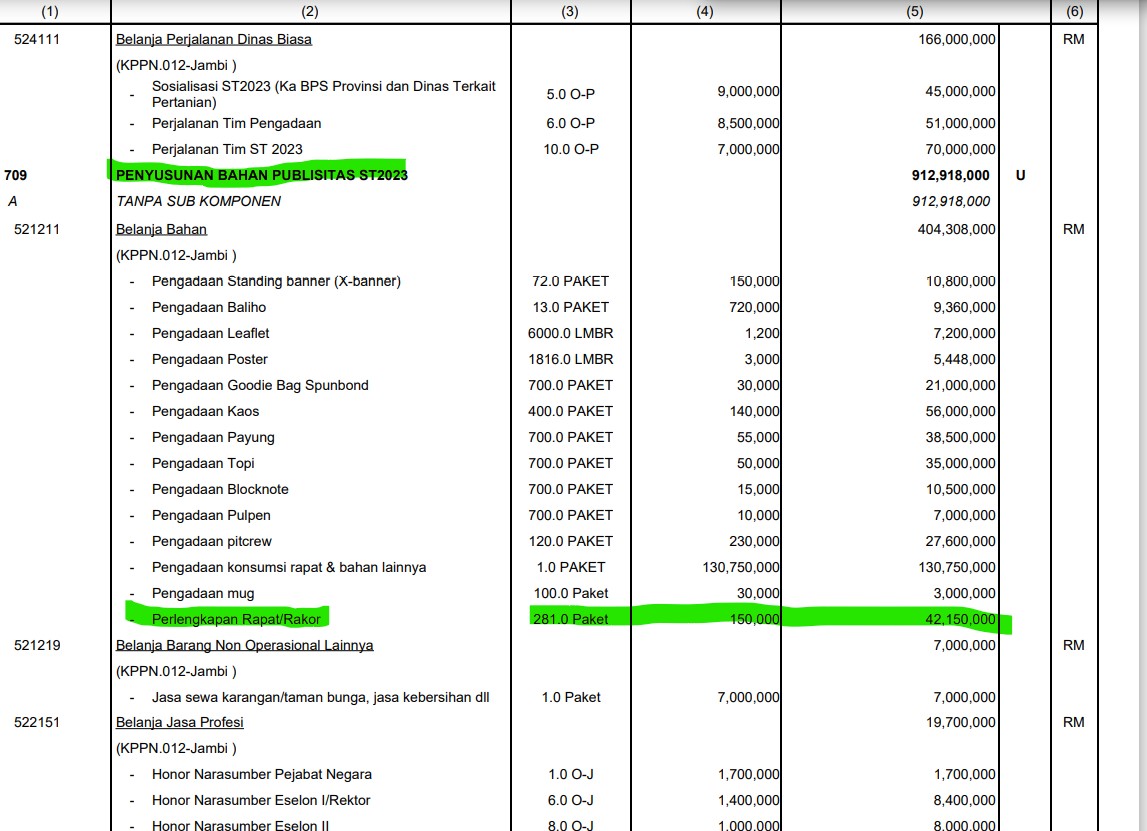 (1) (2) (3) (4) (5) (6)
524111 Belanja Perjalanan Dinas Biasa 166,000,000 RM
(KPPN.012-Jambi )
- Sosialisasi ST2023 (Ka BPS Provinsi dan Dinas Terkait Pertanian) 5.0 O-P 9,000,000 45,000,000
- Perjalanan Tim Pengadaan 6.0 O-P 8,500,000 51,000,000
- Perjalanan Tim ST 2023 10.0 O-P 7,000,000 70,000,000
709 PENYUSUNAN BAHAN PUBLISITAS ST2023 912,918,000 U
A TANPA SUB KOMPONEN 912,918,000
521211 Belanja Bahan 404,308,000 RM
(KPPN.012-Jambi )
- Pengadaan Standing banner (X-banner) 72.0 PAKET 150,000 10,800,000
- Pengadaan Baliho 13.0 PAKET 720,000 9,360,000
- Pengadaan Leaflet 6000.0 LMBR 1,200 7,200,000
- Pengadaan Poster 1816.0 LMBR 3,000 5,448,000
- Pengadaan Goodie Bag Spunbond 700.0 PAKET 30,000 21,000,000
- Pengadaan Kaos 400.0 PAKET 140,000 56,000,000
- Pengadaan Payung 700.0 PAKET 55,000 38,500,000
- Pengadaan Topi 700.0 PAKET 50,000 35,000,000
- Pengadaan Blocknote 700.0 PAKET 15,000 10,500,000
- Pengadaan Pulpen 700.0 PAKET 10,000 7,000,000
- Pengadaan pitcrew 120.0 PAKET 230,000 27,600,000
- Pengadaan konsumsi rapat & bahan lainnya 1.0 PAKET 130,750,000 130,750,000
- Pengadaan mug 100.0 Paket 30,000 3,000,000
- Perlengkapan Rapat/Rakor 281.0 Paket 150,000 42,150,000
521219 Belanja Barang Non Operasional Lainnya 7,000,000 RM
(KPPN.012-Jambi )
- Jasa sewa karangan/taman bunga, jasa kebersihan dll 1.0 Paket 7,000,000 7,000,000
522151 Belanja Jasa Profesi 19,700,000 RM
(KPPN.012-Jambi )
- Honor Narasumber Pejabat Negara 1.0 O-J 1,700,000 1,700,000
- Honor Narasumber Eselon I/Rektor 6.0 O-J 1,400,000 8,400,000
- Honor Narasumber Eselon II 8.0 O-J 1,000,000 8,000,000